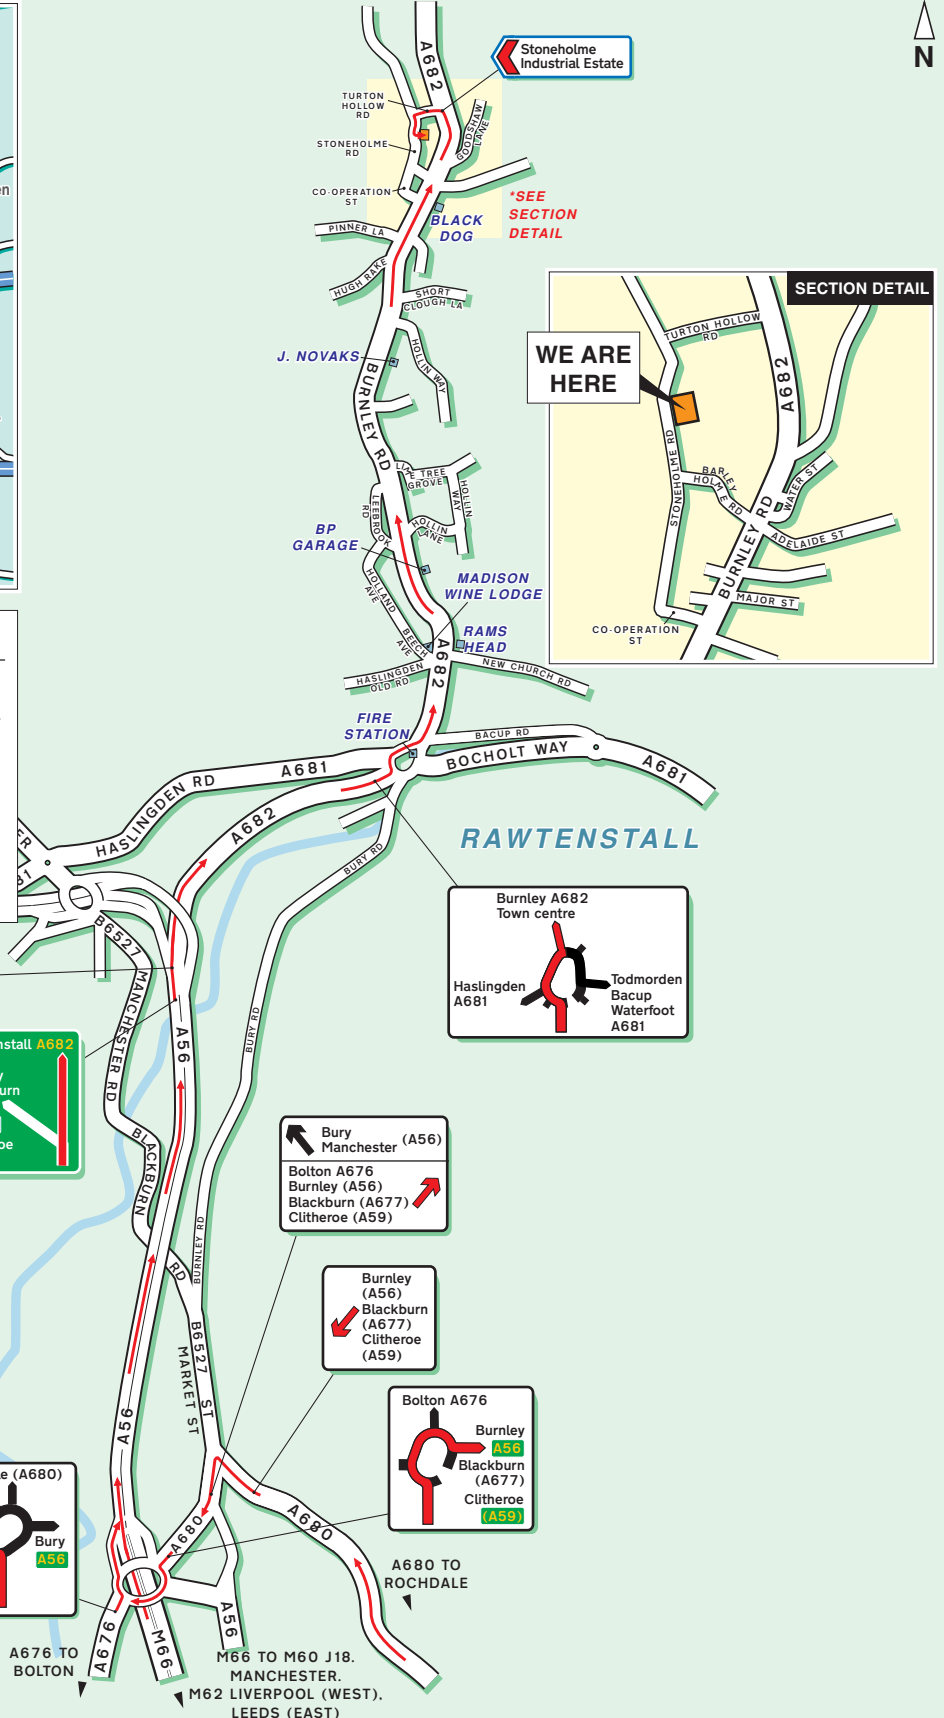 N
Stoneholme
Industrial Estate
A682
TURTON
HOLLOW
RD
GOODSHAW
LANE
STONEHOLME
RD
CO-OPERATION
ST
*SEE
SECTION
DETAIL
BLACK
DOG
PINNER LA
HUGH RAKE
SHORT
CLOUGH LA
SECTION DETAIL
TURTON HOLLOW
RD
WE ARE
HERE
A682
STONEHOLME RD
BARLEY
HOLME RD
WATER ST
BURNLEY RD
ADELAIDE ST
MAJOR ST
CO-OPERATION
ST
J. NOVAKS
HOLLIN WAY
BURNLEY RD
LIME TREE
GROVE
HOLLIN
WAY
LEEBROOK
RD
HOLLIN
LANE
BP
GARAGE
HOLLAND
AVE
MADISON
WINE LODGE
BEECH
AVE
RAMS
HEAD
A682
HASLINGDEN
OLD RD
NEW CHURCH RD
FIRE
STATION
BACUP RD
BOCHOLT WAY
A681
A681
HASLINGDEN RD
A682
RAWTENSTALL
BURY RD
Burnley A682
Town centre
Haslingden
A681
Todmorden
Bacup
Waterfoot
A681
B6527
MANCHESTER RD
BURY RD
A56
A682
BLACKBURN
RD
Bury
Manchester (A56)
Bolton A676
Burnley (A56)
Blackburn (A677)
Clitheroe (A59)
BURNLEY RD
Burnley
(A56)
Blackburn
(A677)
Clitheroe
(A59)
B6527
MARKET ST
ST
A56
Bolton A676
Burnley
A56
Blackburn
(A677)
Clitheroe
(A59)
(A680)
Bury
A56
A680
A680
A680 TO
ROCHDALE
A56
A676
M66
A676 TO
BOLTON
M66 TO M60 J18.
MANCHESTER.
M62 LIVERPOOL (WEST),
LEEDS (EAST)